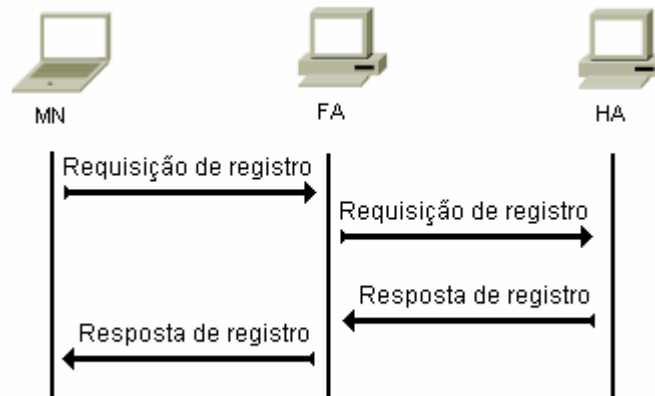 MN
FA
HA
Requisição de registro
Requisição de registro
Resposta de registro
Resposta de registro